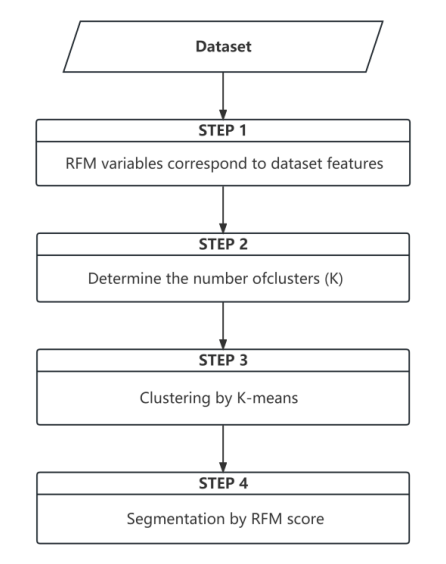 Dataset
STEP 1
RFM variables correspond to dataset features
STEP 2
Determine the number ofclusters (K)
STEP 3
Clustering by K-means
STEP 4
Segmentation by RFM score